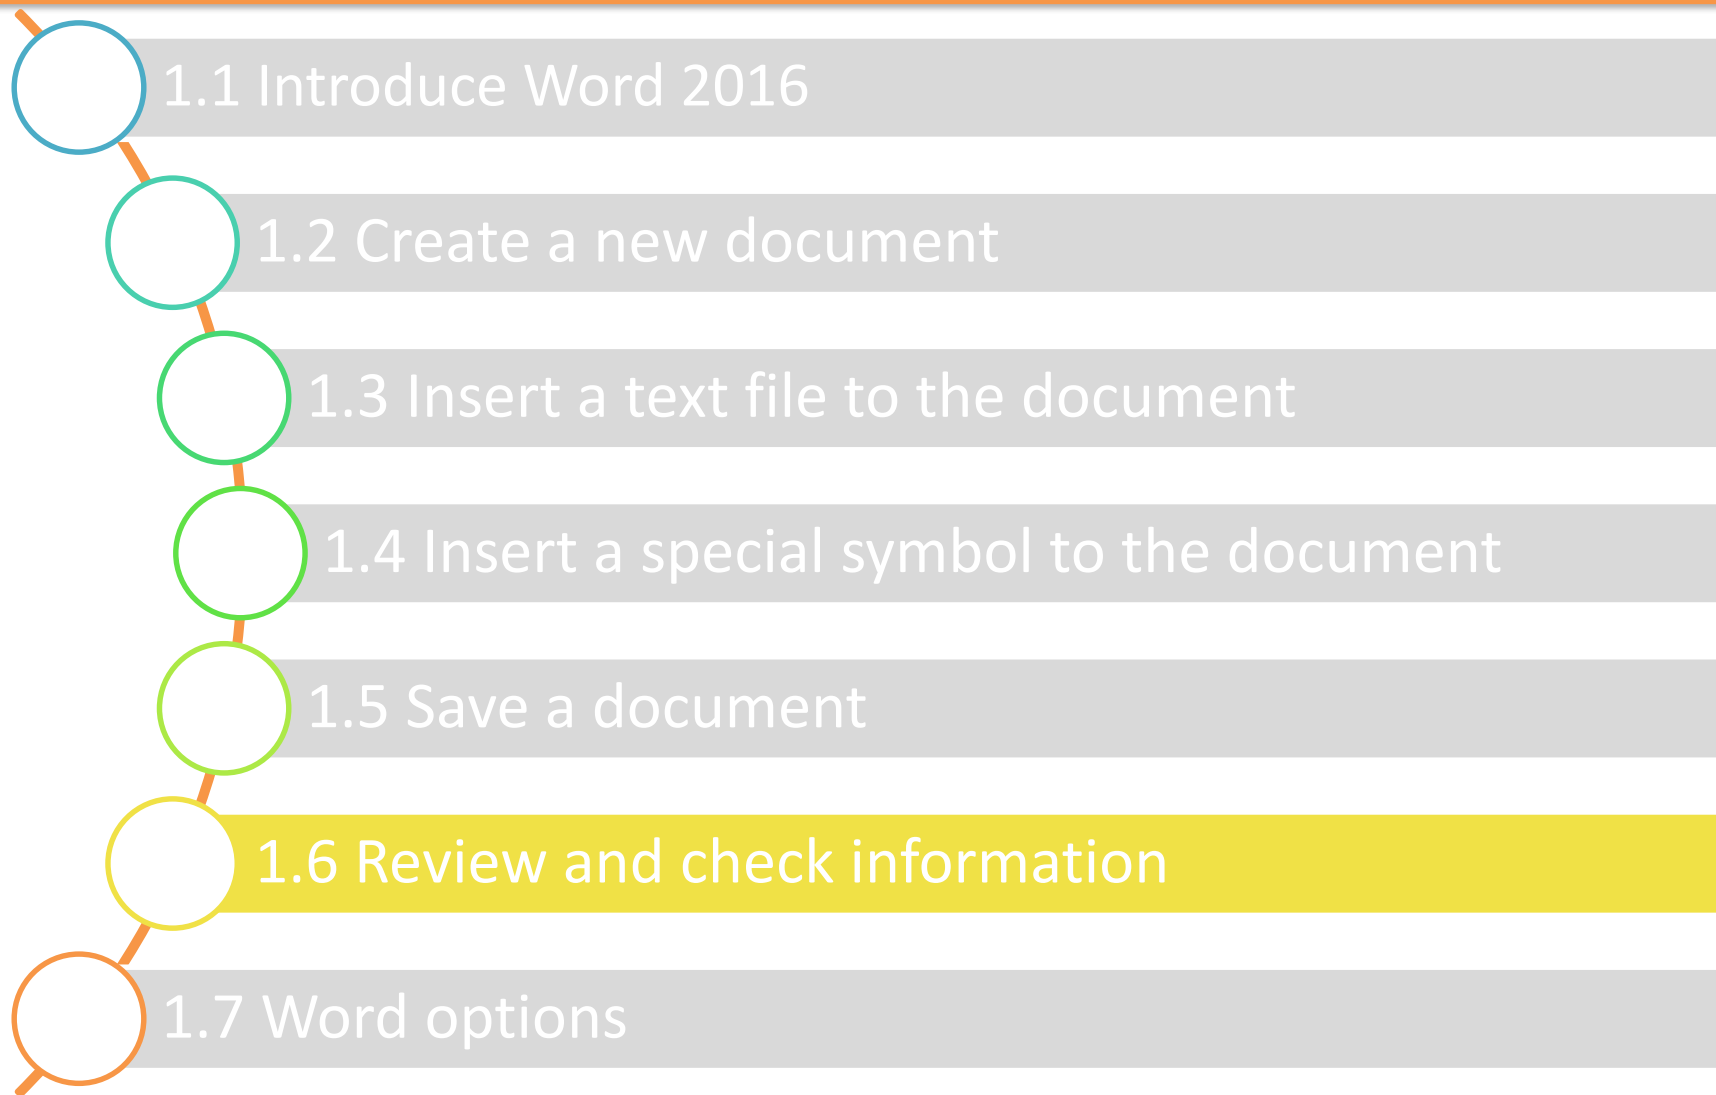 1.1 Introduce Word 2016
1.2 Create a new document
1.3 Insert a text file to the document
1.4 Insert a special symbol to the document
1.5 Save a document
1.6 Review and check information
1.7 Word options